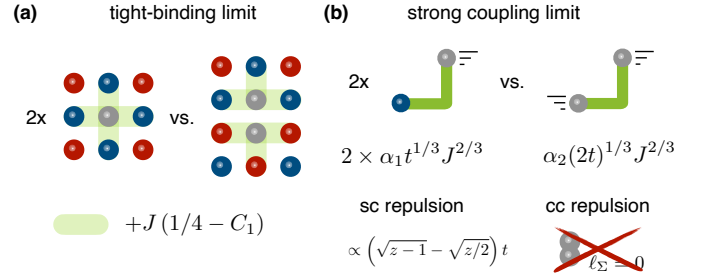 (a) tight-binding limit
2x vs.
+J (1/4 − C₁)
(b) strong coupling limit
2x vs.
2 × α₁t^{1/3}J^{2/3} α₂(2t)^{1/3}J^{2/3}
sc repulsion cc repulsion
∝ (√(z − 1) − √(z/2)) t ℓ_Σ = 0